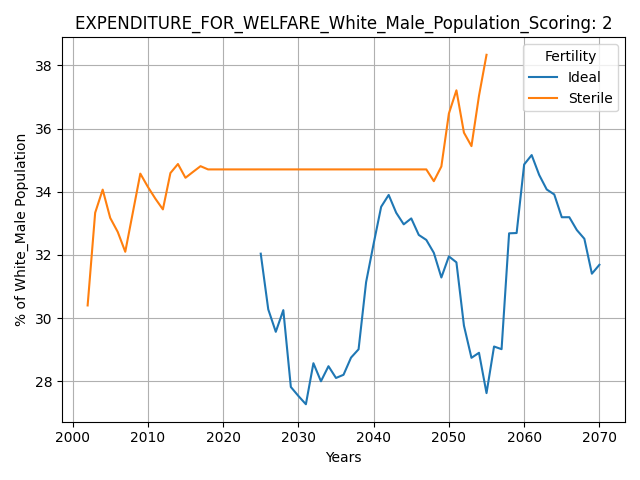 EXPENDITURE_FOR_WELFARE_White_Male_Population_Scoring: 2
Fertility
Ideal
Sterile
% of White_Male Population
38
36
34
32
30
28
2000 2010 2020 2030 2040 2050 2060 2070
Years